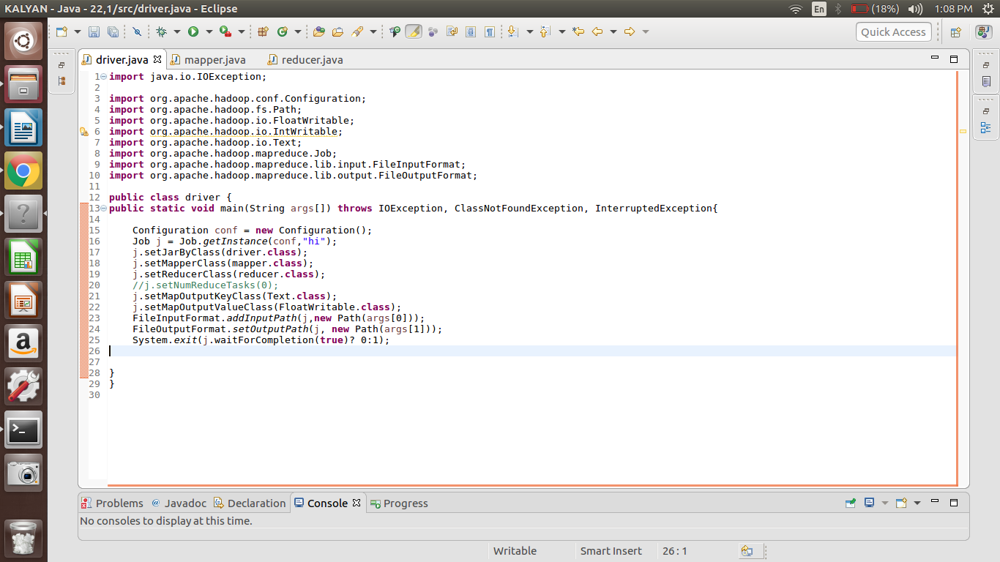 KALYAN - Java - 22,1/src/driver.java - Eclipse
En
(18%)
1:08 PM
Quick Access
driver.java
mapper.java
reducer.java
1 import java.io.IOException;
2
3 import org.apache.hadoop.conf.Configuration;
4 import org.apache.hadoop.fs.Path;
5 import org.apache.hadoop.io.FloatWritable;
6 import org.apache.hadoop.io.IntWritable;
7 import org.apache.hadoop.io.Text;
8 import org.apache.hadoop.mapreduce.Job;
9 import org.apache.hadoop.mapreduce.lib.input.FileInputFormat;
10 import org.apache.hadoop.mapreduce.lib.output.FileOutputFormat;
11
12 public class driver {
13 public static void main(String args[]) throws IOException, ClassNotFoundException, InterruptedException{
14
15     Configuration conf = new Configuration();
16     Job j = Job.getInstance(conf,"hi");
17     j.setJarByClass(driver.class);
18     j.setMapperClass(mapper.class);
19     j.setReducerClass(reducer.class);
20     //j.setNumReduceTasks(0);
21     j.setMapOutputKeyClass(Text.class);
22     j.setMapOutputValueClass(FloatWritable.class);
23     FileInputFormat.addInputPath(j,new Path(args[0]));
24     FileOutputFormat.setOutputPath(j, new Path(args[1]));
25     System.exit(j.waitForCompletion(true)? 0:1);
26
27
28 }
29 }
30
Problems
@ Javadoc
Declaration
Console
Progress
No consoles to display at this time.
Writable
Smart Insert
26 : 1